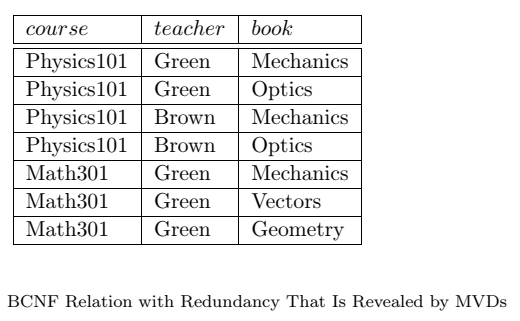 course teacher book
Physics101 Green Mechanics
Physics101 Green Optics
Physics101 Brown Mechanics
Physics101 Brown Optics
Math301 Green Mechanics
Math301 Green Vectors
Math301 Green Geometry
BCNF Relation with Redundancy That Is Revealed by MVDs